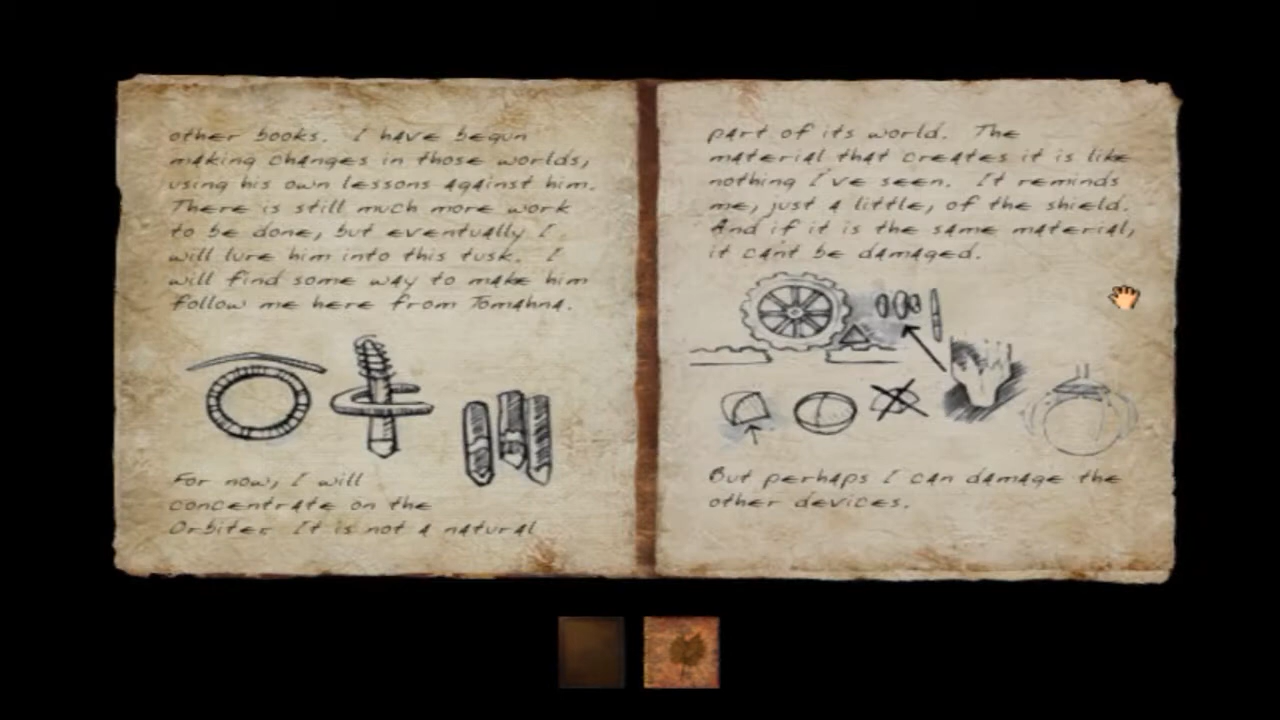 other books. I have begun
making changes in those worlds,
using his own lessons against him.
There is still much more work
to be done, but eventually I
will lure him into this tusk. I
will find some way to make him
follow me here from Tomahna.
For now, I will
concentrate on the
Orbiter. It is not a natural
part of its world. The
material that creates it is like
nothing I've seen. It reminds
me, just a little, of the shield.
And if it is the same material,
it can't be damaged.
But perhaps I can damage the
other devices.